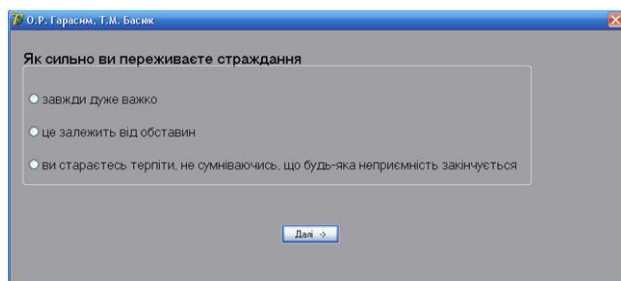 О.Р. Гарасим, Т.М. Басюк
Як сильно ви переживаєте страждання
завжди дуже важко
це залежить від обставин
ви стараєтесь терпіти, не сумніваючись, що будь-яка неприємність закінчується
Далі ->